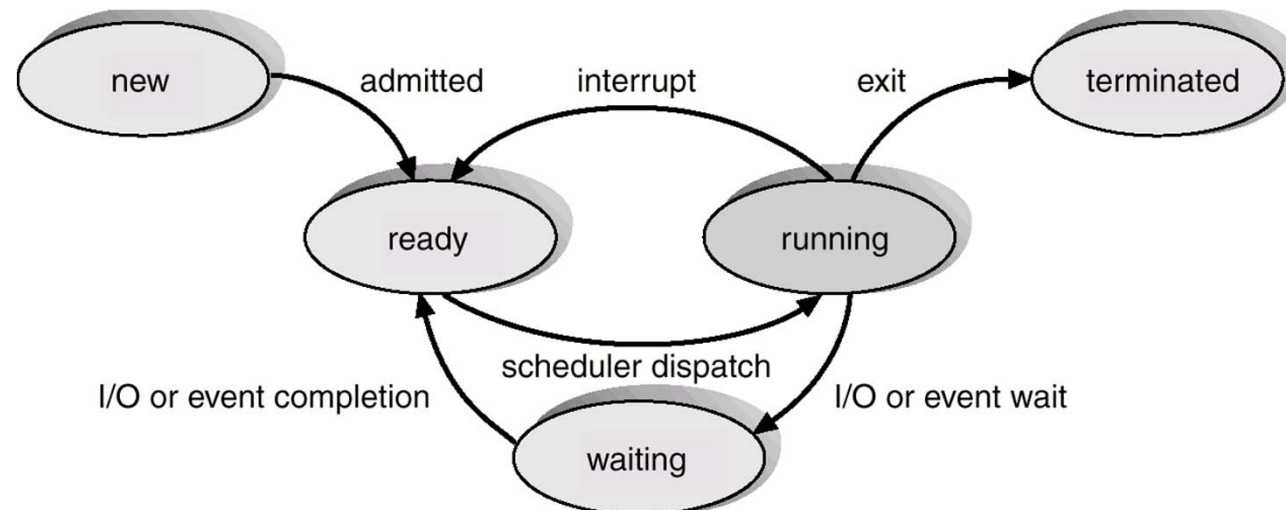 new
admitted
interrupt
exit
terminated
ready
running
scheduler dispatch
I/O or event completion
I/O or event wait
waiting